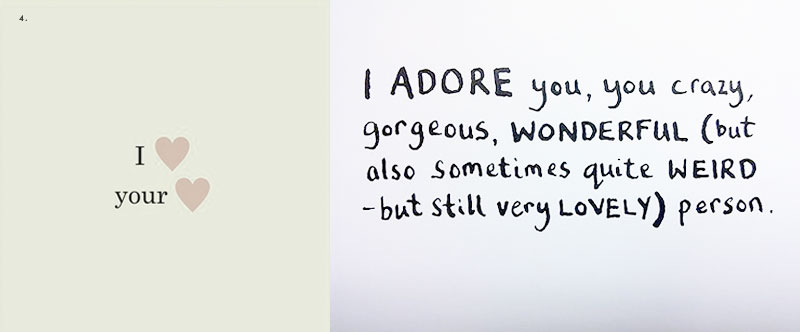 4.
I ♥
your ♥
I ADORE you, you crazy,
gorgeous, WONDERFUL (but
also sometimes quite WEIRD
-but still very LOVELY) person.